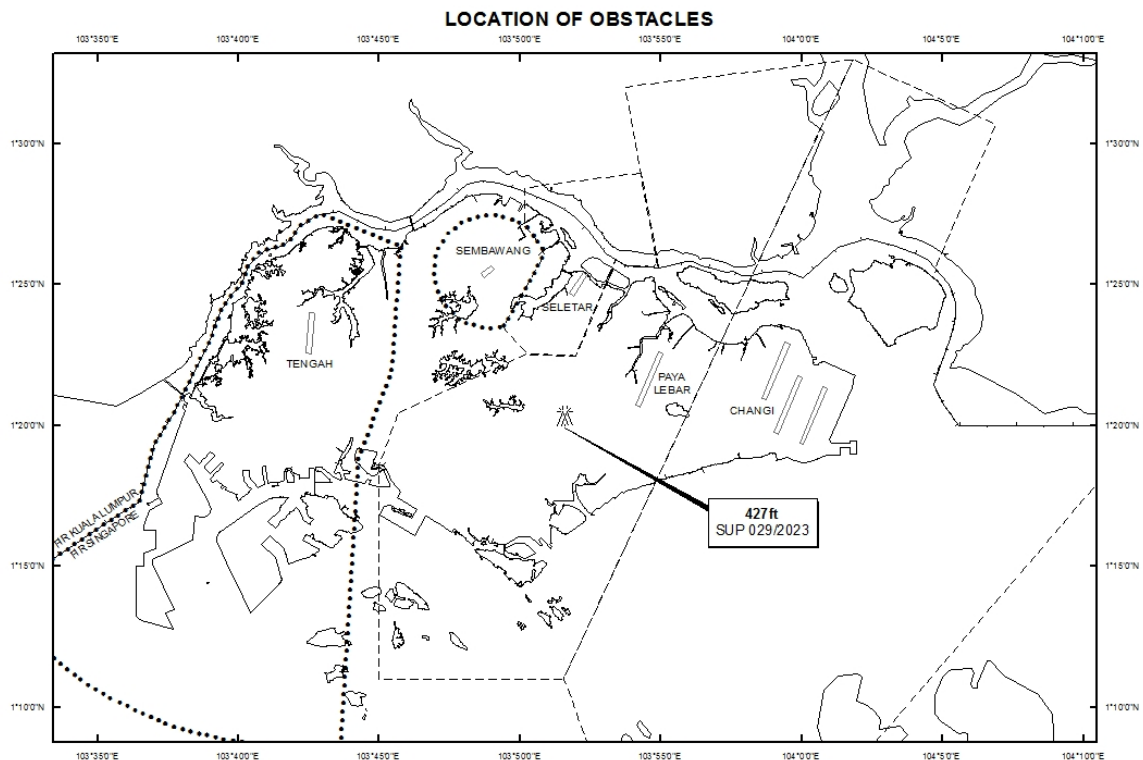 LOCATION OF OBSTACLES
103°35'0"E 103°40'0"E 103°45'0"E 103°50'0"E 103°55'0"E 104°0'0"E 104°5'0"E 104°10'0"E
1°30'0"N 1°30'0"N
SEMBAWANG
1°25'0"N 1°25'0"N
SELETAR
TENGAH
PAYA
LEBAR
CHANGI
1°20'0"N 1°20'0"N
427ft
SUP 029/2023
FIR KUALA LUMPUR
FIR SINGAPORE
1°15'0"N 1°15'0"N
1°10'0"N 1°10'0"N
103°35'0"E 103°40'0"E 103°45'0"E 103°50'0"E 103°55'0"E 104°0'0"E 104°5'0"E 104°10'0"E